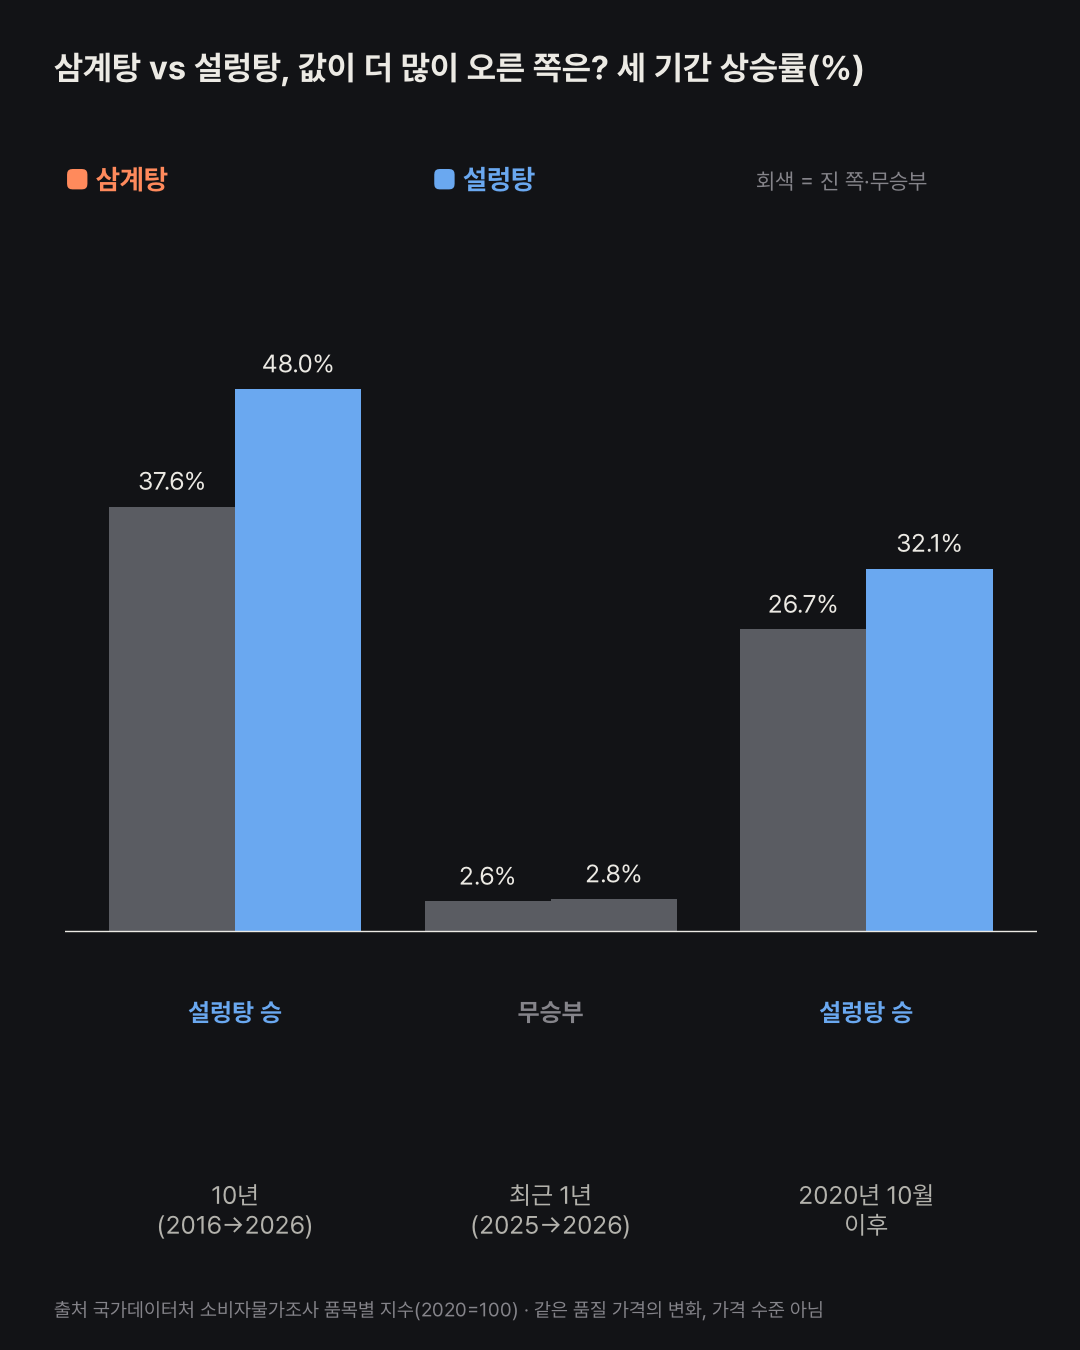 삼계탕 vs 설렁탕, 값이 더 많이 오른 쪽은? 세 기간 상승률(%)
삼계탕
설렁탕
회색 = 진 쪽·무승부
37.6%
48.0%
2.6%
2.8%
26.7%
32.1%
설렁탕 승
무승부
설렁탕 승
10년
(2016→2026)
최근 1년
(2025→2026)
2020년 10월
이후
출처 국가데이터처 소비자물가조사 품목별 지수(2020=100) · 같은 품질 가격의 변화, 가격 수준 아님